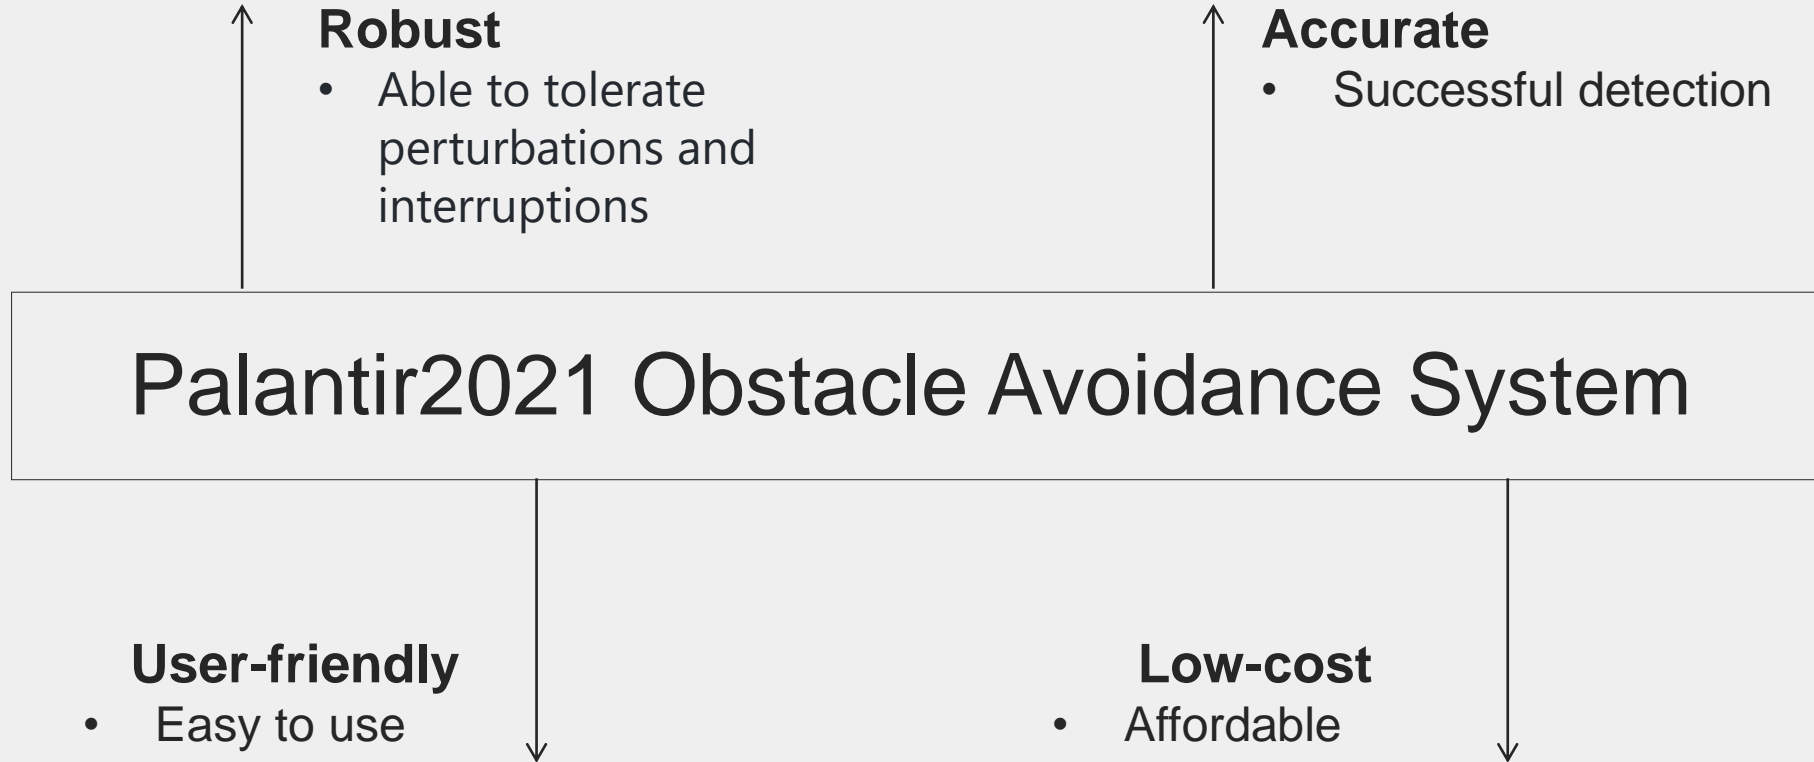 Robust
• Able to tolerate
perturbations and
interruptions
Accurate
• Successful detection
Palantir2021 Obstacle Avoidance System
User-friendly
• Easy to use
Low-cost
• Affordable